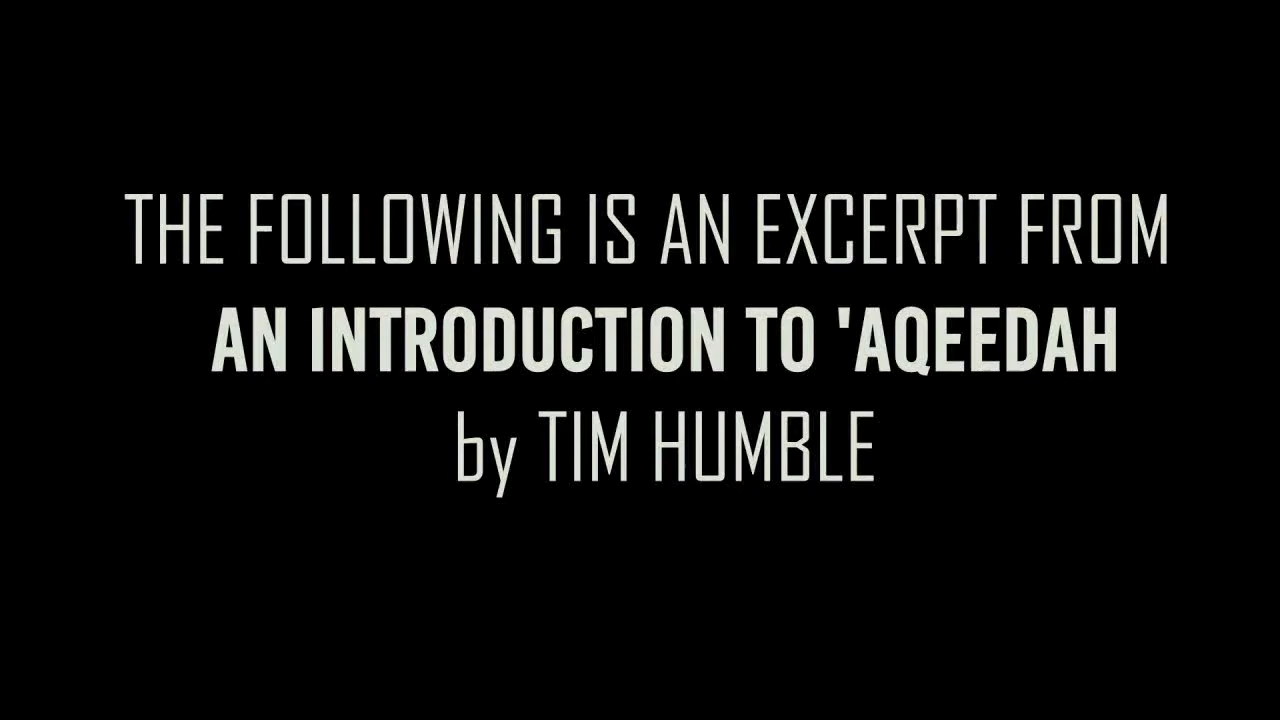 THE FOLLOWING IS AN EXCERPT FROM
AN INTRODUCTION TO 'AQEEDAH
by TIM HUMBLE